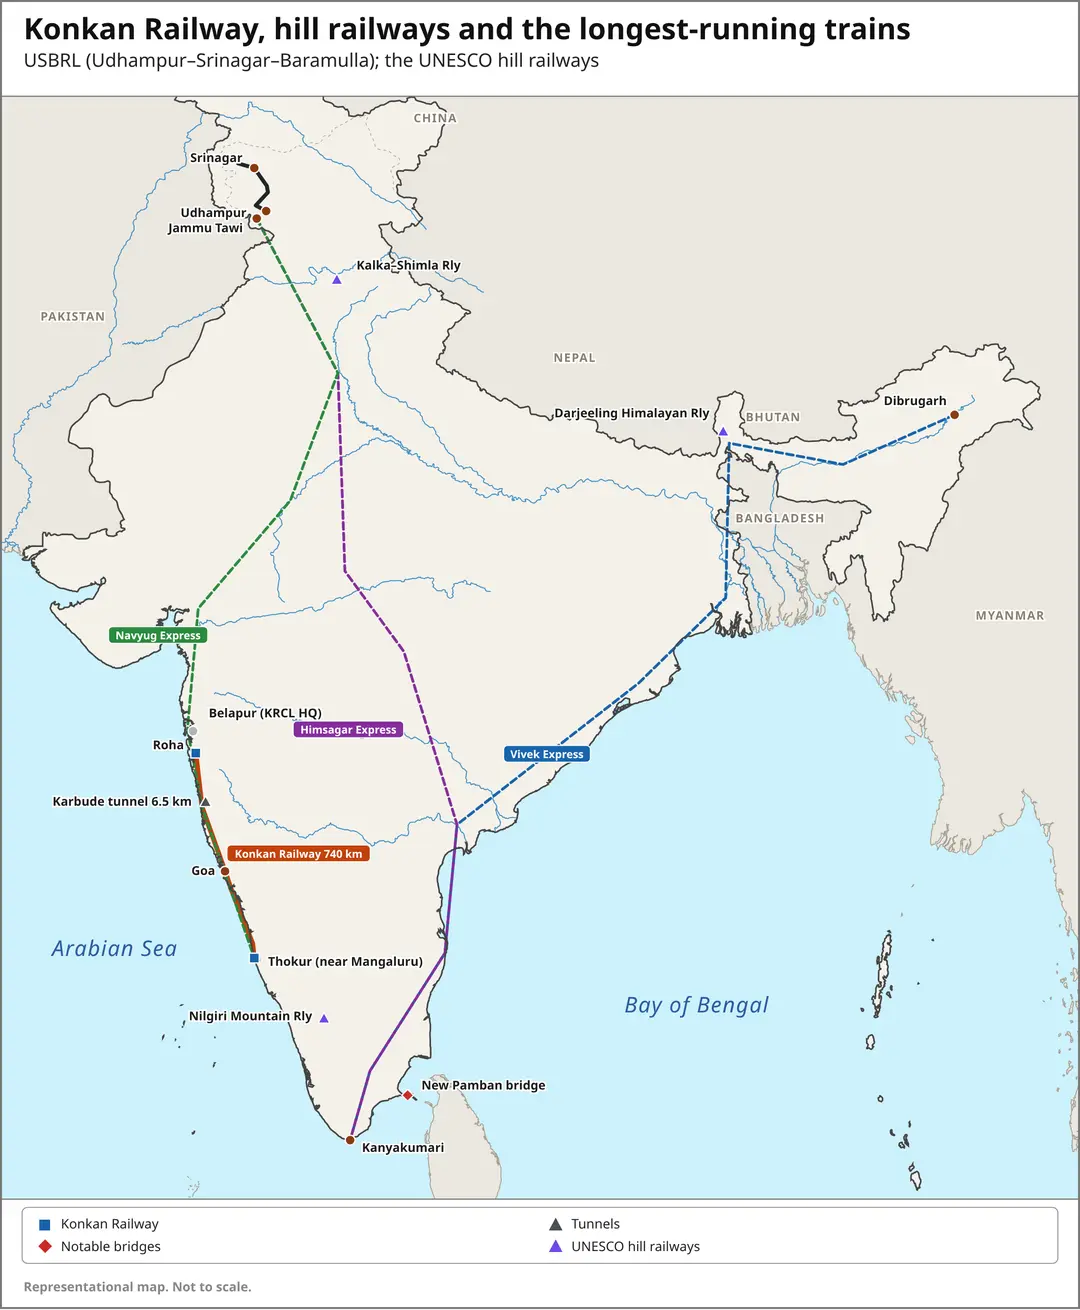 Konkan Railway, hill railways and the longest-running trains
USBRL (Udhampur–Srinagar–Baramulla); the UNESCO hill railways
CHINA
Srinagar
Udhampur
Jammu Tawi
Kalka-Shimla Rly
PAKISTAN
NEPAL
Dibrugarh
Darjeeling Himalayan Rly
BHUTAN
BANGLADESH
MYANMAR
Navyug Express
Belapur (KRCL HQ)
Himsagar Express
Roha
Vivek Express
Karbude tunnel 6.5 km
Konkan Railway 740 km
Goa
Arabian Sea
Thokur (near Mangaluru)
Bay of Bengal
Nilgiri Mountain Rly
New Pamban bridge
Kanyakumari
Konkan Railway
Tunnels
Notable bridges
UNESCO hill railways
Representational map. Not to scale.